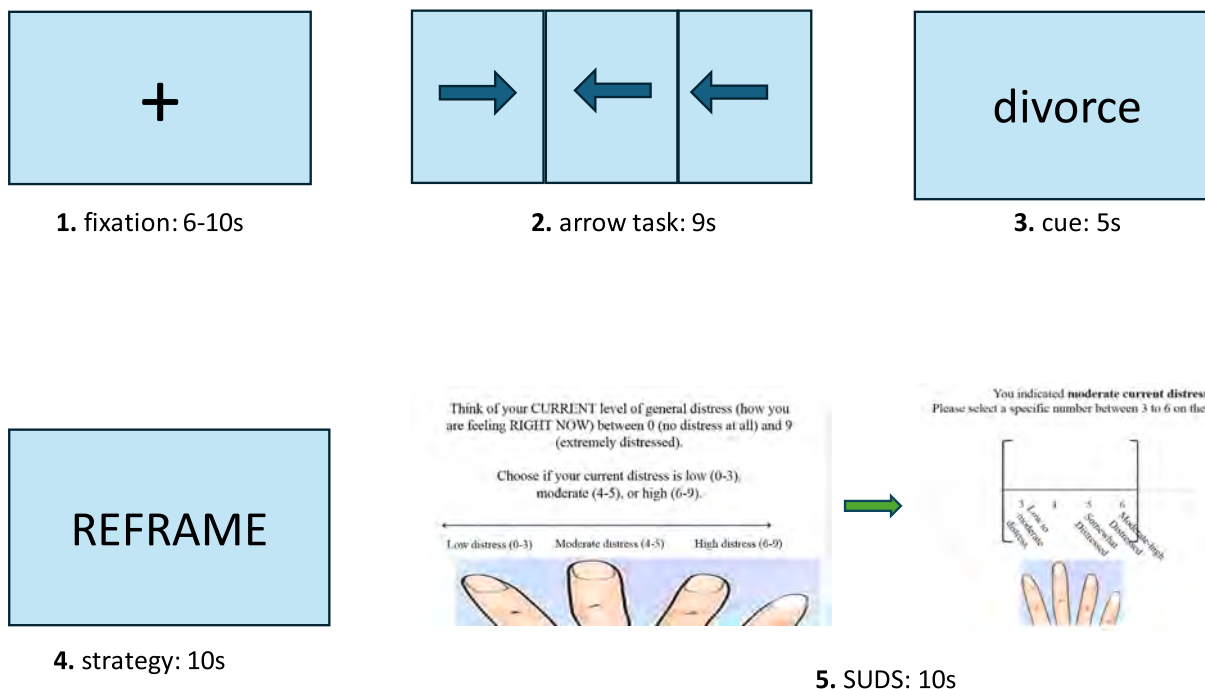 +
1. fixation: 6-10s
2. arrow task: 9s
divorce
3. cue: 5s
REFRAME
4. strategy: 10s
Think of your CURRENT level of general distress (how you
are feeling RIGHT NOW) between 0 (no distress at all) and 9
(extremely distressed).
Choose if your current distress is low (0-3),
moderate (4-5), or high (6-9).
Low distress (0-3) Moderate distress (4-5) High distress (6-9)
You indicated moderate current distress
Please select a specific number between 3 to 6 on the
3 4 5 6
Low to
moderate
distress
Somewhat
Distressed
Moderate-high
Distressed
5. SUDS: 10s